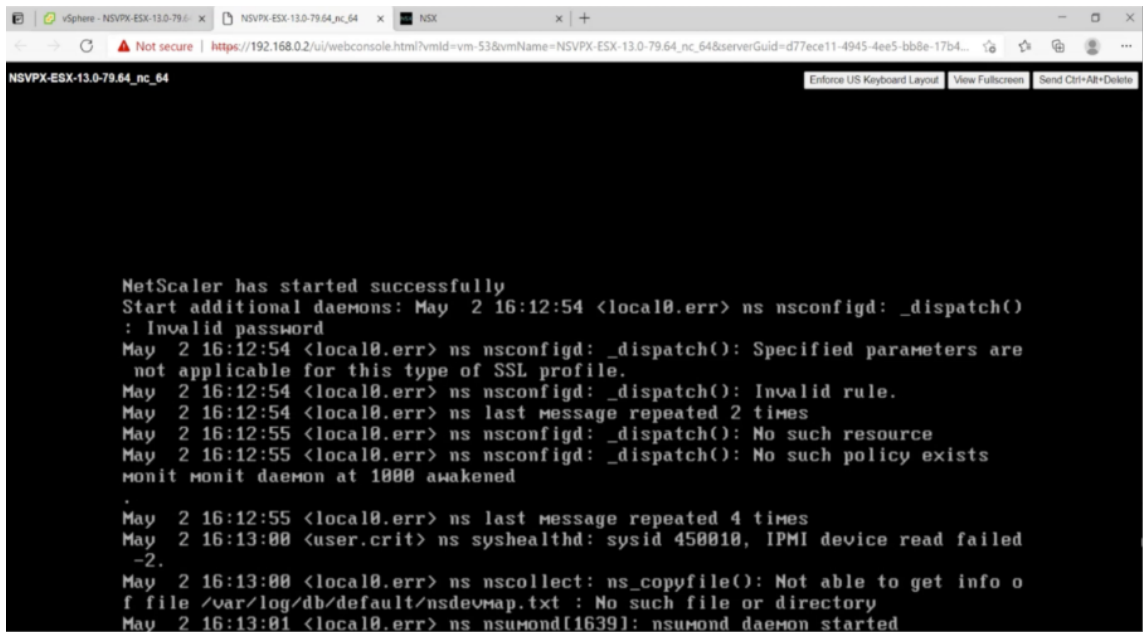 vSphere - NSVPX-ESX-13.0-79.6
NSVPX-ESX-13.0-79.64_nc_64
NSX
Not secure | https://192.168.0.2/ui/webconsole.html?vmId=vm-53&vmName=NSVPX-ESX-13.0-79.64_nc_64&serverGuid=d77ece11-4945-4ee5-bb8e-17b4...
NSVPX-ESX-13.0-79.64_nc_64
Enforce US Keyboard Layout
View Fullscreen
Send Ctrl+Alt+Delete
NetScaler has started successfully
Start additional daemons: May  2 16:12:54 <local0.err> ns nsconfigd: _dispatch()
: Invalid password
May  2 16:12:54 <local0.err> ns nsconfigd: _dispatch(): Specified parameters are
 not applicable for this type of SSL profile.
May  2 16:12:54 <local0.err> ns nsconfigd: _dispatch(): Invalid rule.
May  2 16:12:54 <local0.err> ns last message repeated 2 times
May  2 16:12:55 <local0.err> ns nsconfigd: _dispatch(): No such resource
May  2 16:12:55 <local0.err> ns nsconfigd: _dispatch(): No such policy exists
monit monit daemon at 1000 awakened
.
May  2 16:12:55 <local0.err> ns last message repeated 4 times
May  2 16:13:00 <user.crit> ns syshealthd: sysid 450010, IPMI device read failed
 -2.
May  2 16:13:00 <local0.err> ns nscollect: ns_copyfile(): Not able to get info o
f file /var/log/db/default/nsdevmap.txt : No such file or directory
May  2 16:13:01 <local0.err> ns nsumond[1639]: nsumond daemon started